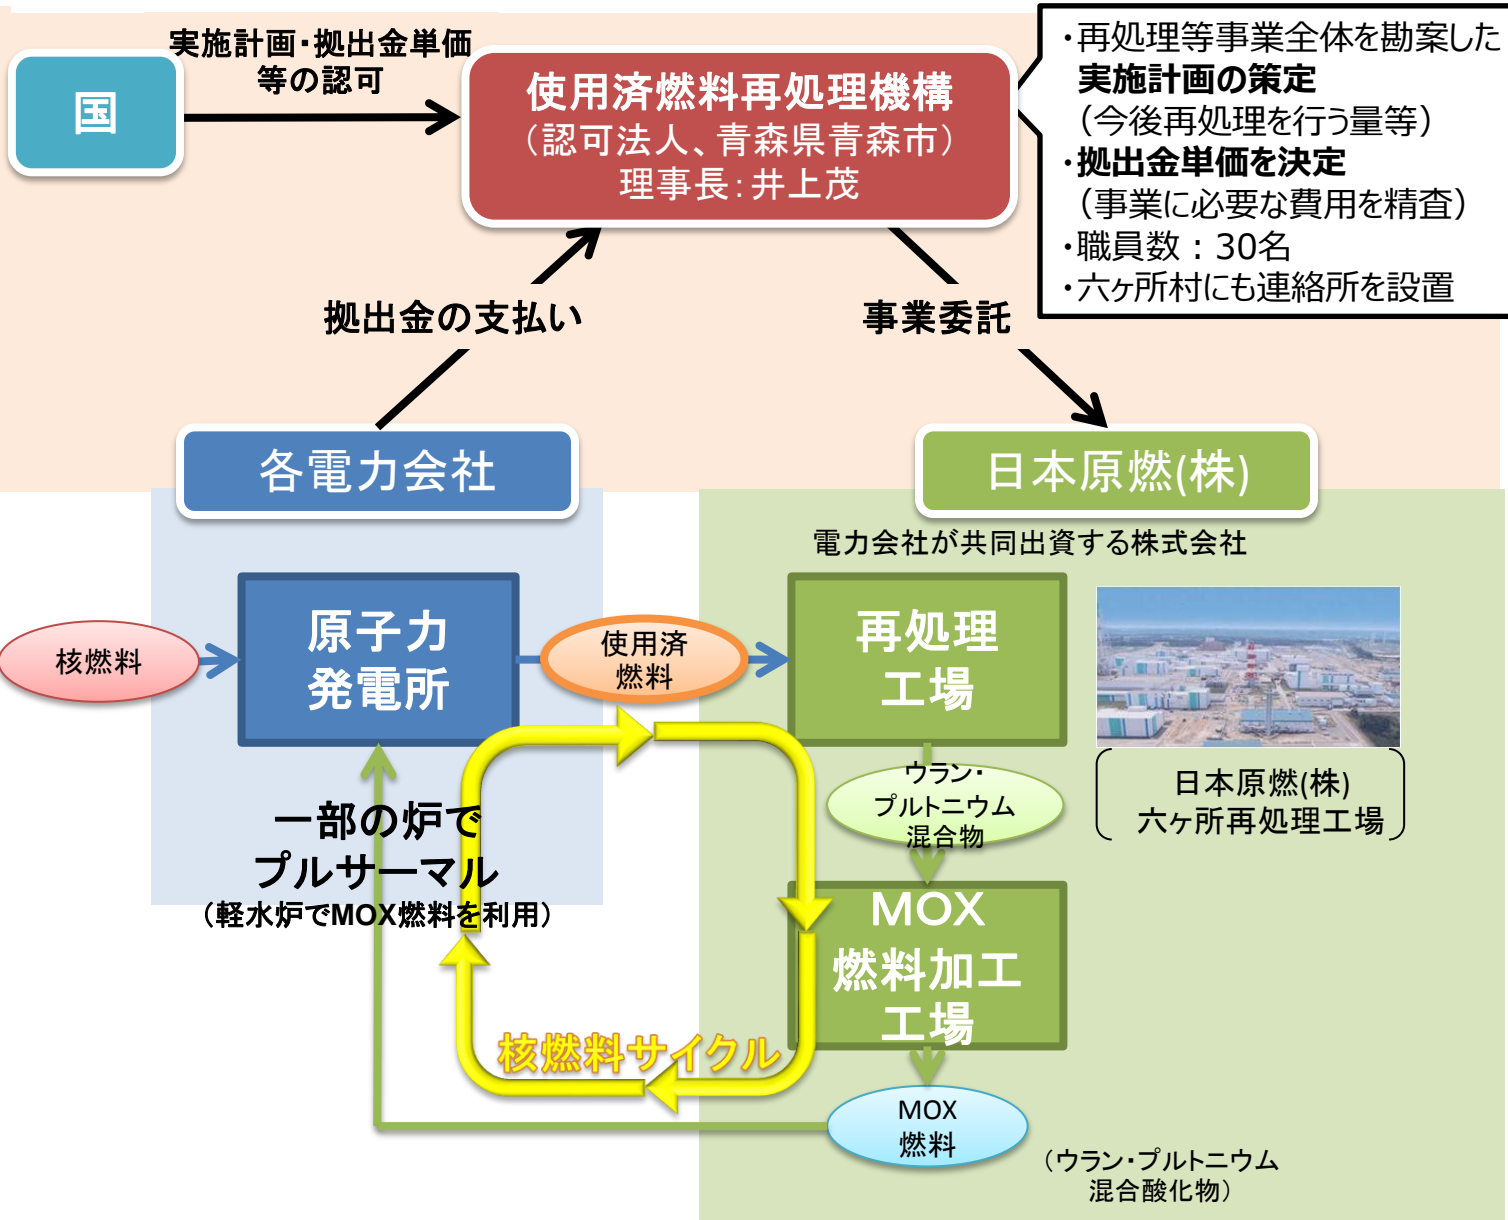 実施計画・拠出金単価
等の認可
国
使用済燃料再処理機構
（認可法人、青森県青森市）
理事長：井上茂
・再処理等事業全体を勘案した
実施計画の策定
（今後再処理を行う量等）
・拠出金単価を決定
（事業に必要な費用を精査）
・職員数：30名
・六ヶ所村にも連絡所を設置
拠出金の支払い
事業委託
各電力会社
日本原燃(株)
電力会社が共同出資する株式会社
核燃料
原子力
発電所
使用済
燃料
再処理
工場
ウラン・
プルトニウム
混合物
日本原燃(株)
六ヶ所再処理工場
一部の炉で
プルサーマル
（軽水炉でMOX燃料を利用）
MOX
燃料加工
工場
核燃料サイクル
MOX
燃料
（ウラン・プルトニウム
混合酸化物）